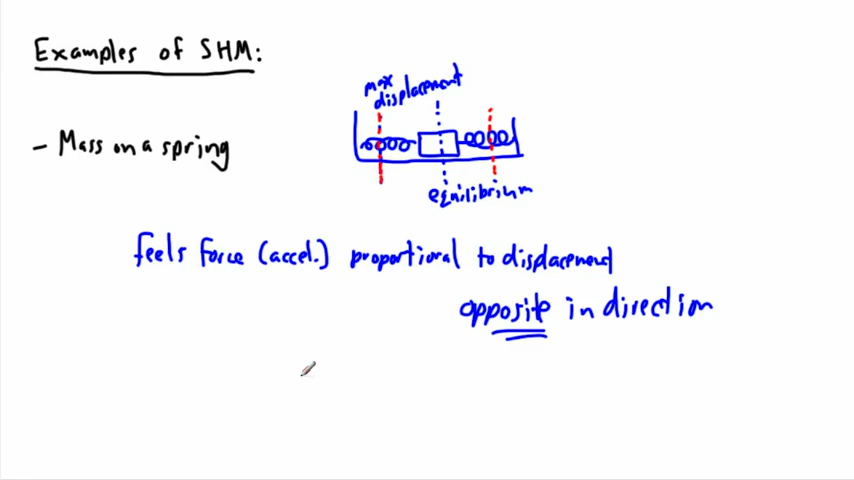 Examples of SHM:
max
displacement
- Mass on a spring
equilibrium
feels force (accel.) proportional to displacement
opposite in direction